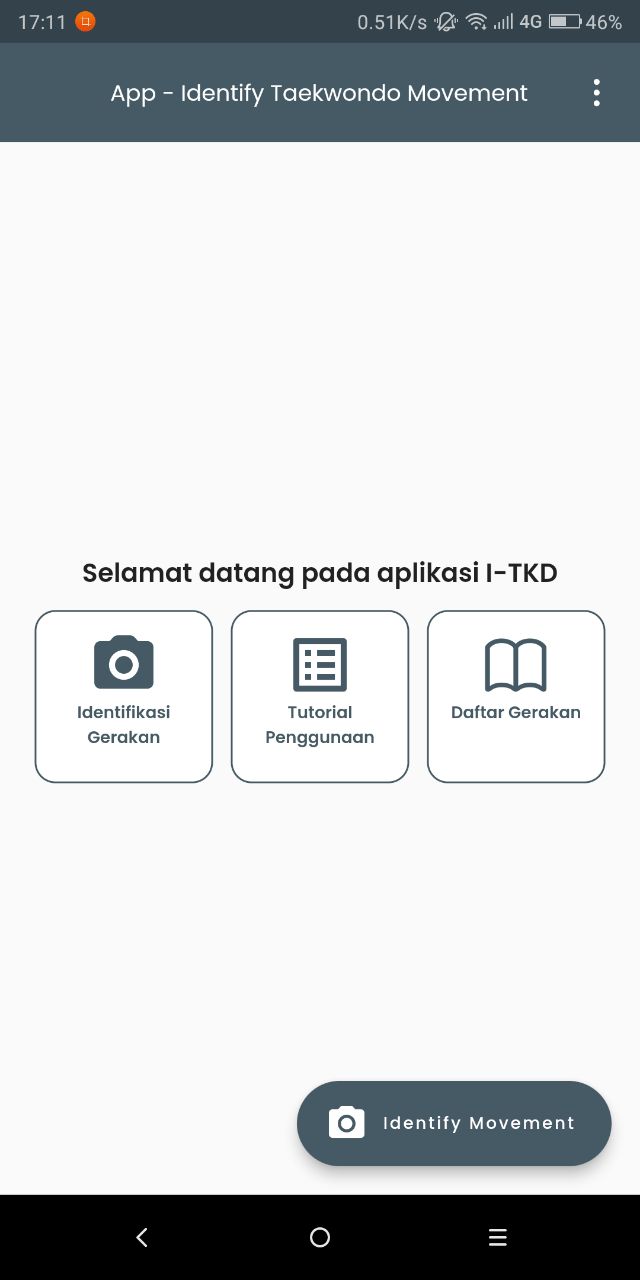 17:11
0.51K/s 4G 46%
App - Identify Taekwondo Movement
Selamat datang pada aplikasi I-TKD
Identifikasi
Gerakan
Tutorial
Penggunaan
Daftar Gerakan
Identify Movement